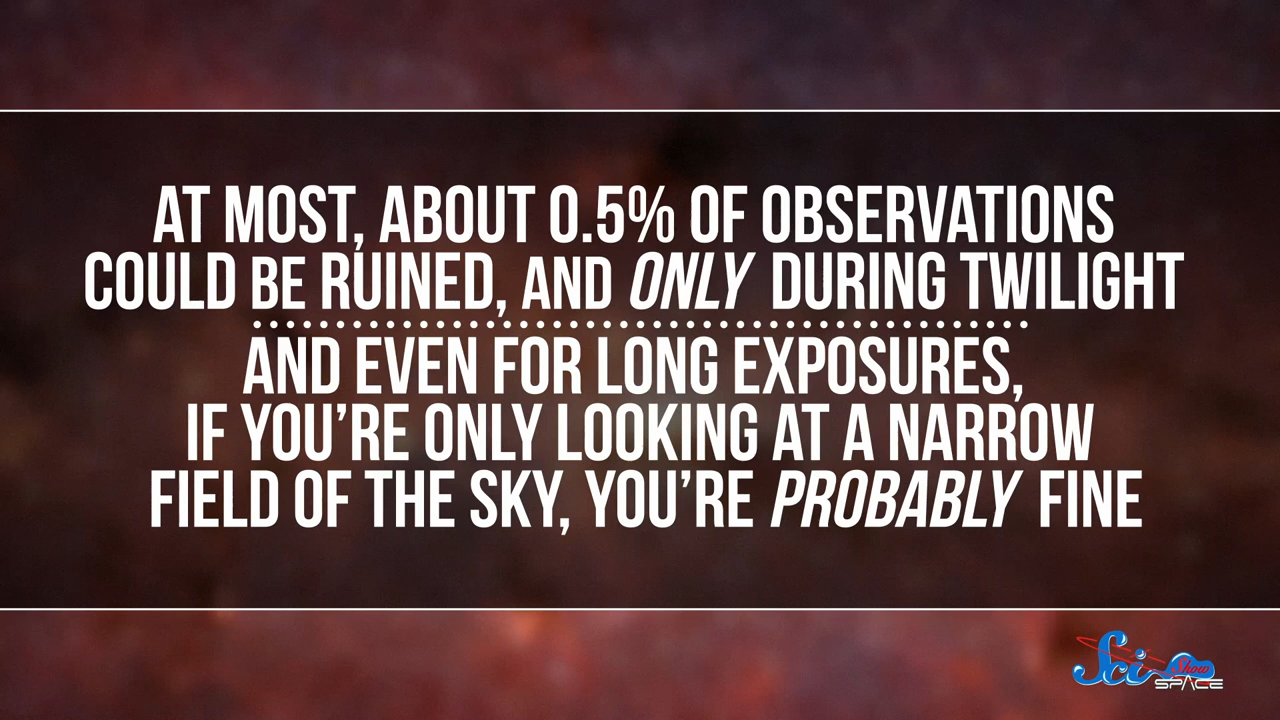 AT MOST, ABOUT 0.5% OF OBSERVATIONS
COULD BE RUINED, AND ONLY DURING TWILIGHT
AND EVEN FOR LONG EXPOSURES,
IF YOU'RE ONLY LOOKING AT A NARROW
FIELD OF THE SKY, YOU'RE PROBABLY FINE
Sci Show
SPACE